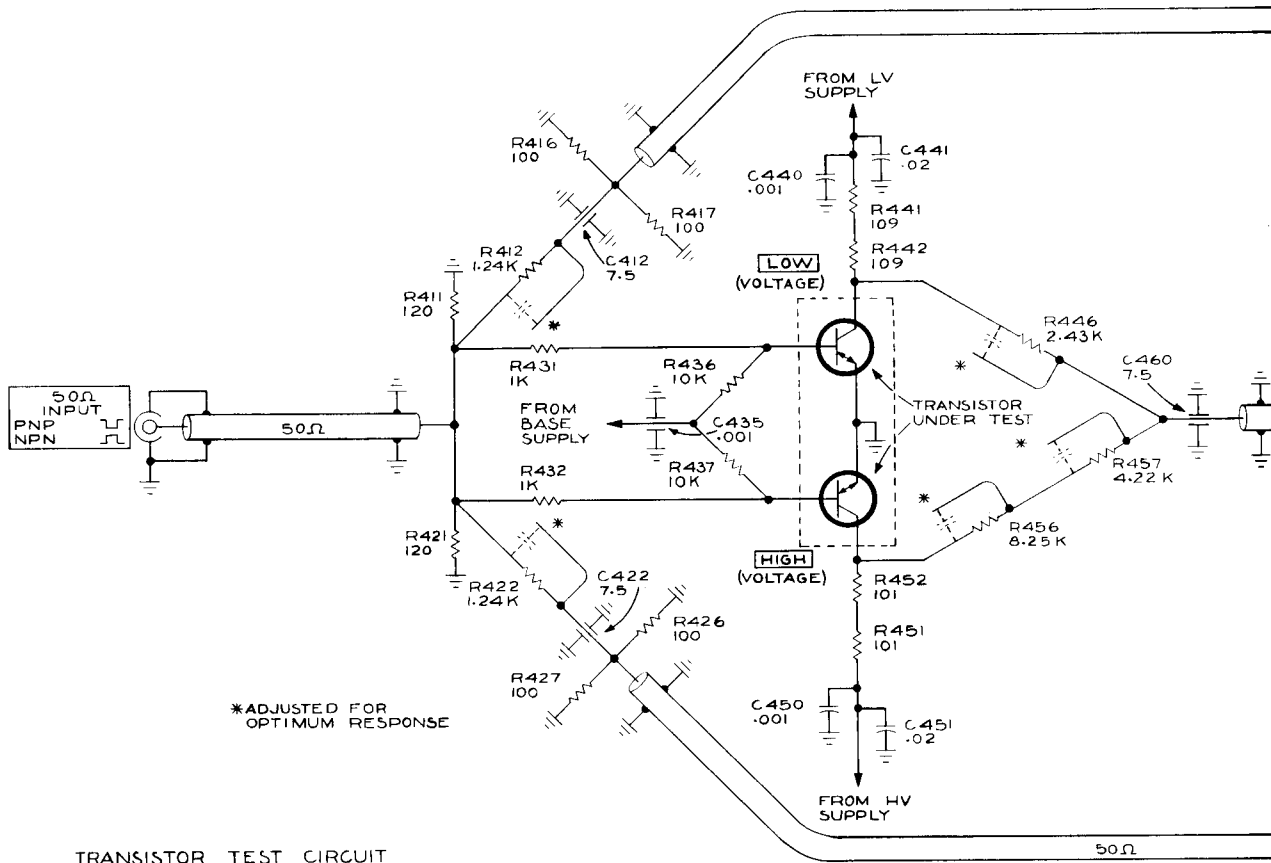 FROM LV
SUPPLY
R416
100
C440
.001
C441
.02
R417
100
R441
109
R412
1.24K
C412
7.5
LOW
(VOLTAGE)
R442
109
R411
120
*
R446
2.43K
*
C460
7.5
R431
1K
R436
10K
50Ω
INPUT
PNP
NPN
50Ω
FROM
BASE
SUPPLY
C435
.001
TRANSISTOR
UNDER TEST
*
R457
4.22K
R432
1K
R437
10K
*
R456
8.25K
R421
120
*
R422
1.24K
C422
7.5
HIGH
(VOLTAGE)
R452
101
R426
100
R451
101
R427
100
*ADJUSTED FOR
OPTIMUM RESPONSE
C450
.001
C451
.02
FROM HV
SUPPLY
TRANSISTOR TEST CIRCUIT
50Ω